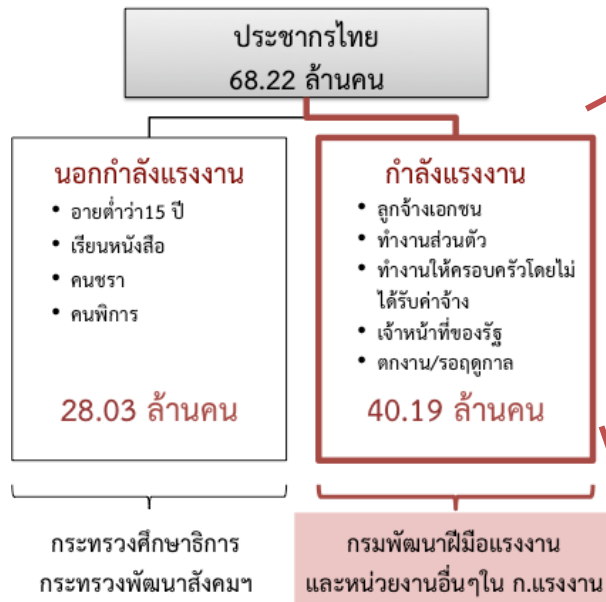 ประชากรไทย
68.22 ล้านคน
นอกกำลังแรงงาน
• อายุต่ำว่า15 ปี
• เรียนหนังสือ
• คนชรา
• คนพิการ
28.03 ล้านคน
กำลังแรงงาน
• ลูกจ้างเอกชน
• ทำงานส่วนตัว
• ทำงานให้ครอบครัวโดยไม่
ได้รับค่าจ้าง
• เจ้าหน้าที่ของรัฐ
• ตกงาน/รอฤดูกาล
40.19 ล้านคน
กระทรวงศึกษาธิการ
กระทรวงพัฒนาสังคมฯ
กรมพัฒนาฝีมือแรงงาน
และหน่วยงานอื่นๆใน ก.แรงงาน